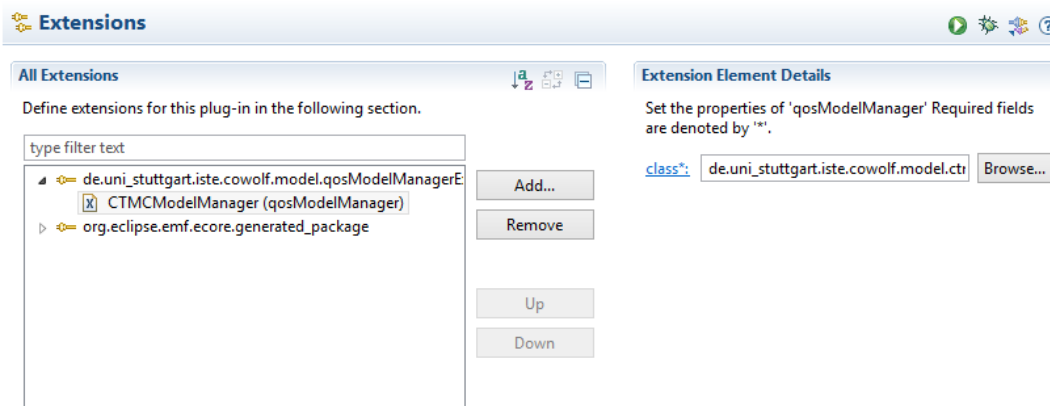 Extensions
All Extensions
Define extensions for this plug-in in the following section.
type filter text
de.uni_stuttgart.iste.cowolf.model.qosModelManagerE
CTMCModelManager (qosModelManager)
org.eclipse.emf.ecore.generated_package
Add...
Remove
Up
Down
Extension Element Details
Set the properties of 'qosModelManager' Required fields
are denoted by '*'.
class*: de.uni_stuttgart.iste.cowolf.model.ctr Browse...